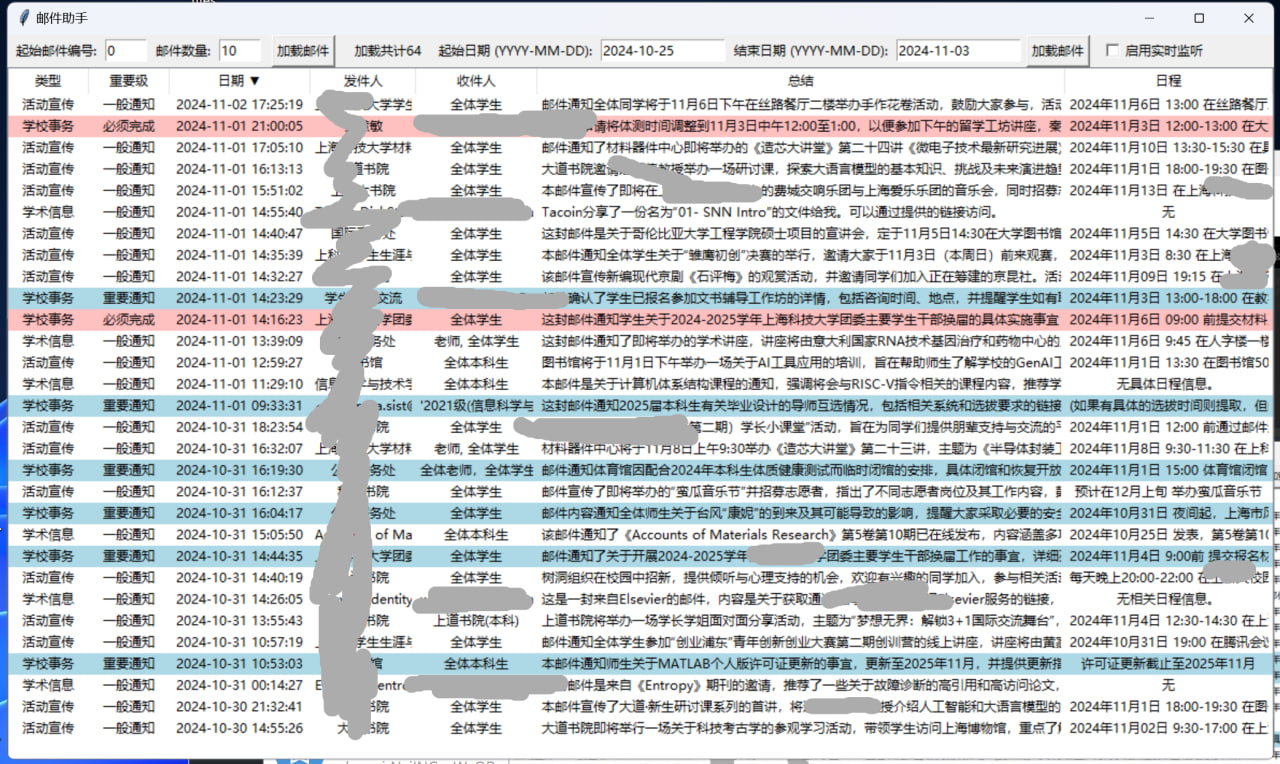 邮件助手
起始邮件编号: 0 邮件数量: 10 加载邮件 加载共计64 起始日期 (YYYY-MM-DD): 2024-10-25 结束日期 (YYYY-MM-DD): 2024-11-03 加载邮件 启用实时监听
类型 重要级 日期 ▼ 发件人 收件人 总结 日程
活动宣传 一般通知 2024-11-02 17:25:19 大学学生 全体学生 邮件通知全体同学将于11月6日下午在丝路餐厅二楼举办手作花卷活动，鼓励大家参与，活动 2024年11月6日 13:00 在丝路餐厅
学校事务 必须完成 2024-11-01 21:00:05 敏 请将体测时间调整到11月3日中午12:00至1:00，以便参加下午的留学工坊讲座，秦 2024年11月3日 12:00-13:00 在大
活动宣传 一般通知 2024-11-01 17:05:10 上 技大学材料 全体学生 邮件通知了材料器件中心即将举办的《造芯大讲堂》第二十四讲《微电子技术最新研究进展》 2024年11月10日 13:30-15:30 在
活动宣传 一般通知 2024-11-01 16:13:13 大道书院 全体学生 大道书院邀请 教授举办一场研讨课，探索大语言模型的基本知识、挑战及未来演进趋 2024年11月1日 18:00-19:30 在图
活动宣传 一般通知 2024-11-01 15:51:02 书院 全体学生 本邮件宣传了即将在上 的费城交响乐团与上海爱乐乐团的音乐会，同时招募 2024年11月13日 在上海
学术信息 一般通知 2024-11-01 14:55:40 Tacoin分享了一份名为“01- SNN Intro”的文件给我。可以通过提供的链接访问。 无
活动宣传 一般通知 2024-11-01 14:40:47 国际 处 全体学生 这封邮件是关于哥伦比亚大学工程学院硕士项目的宣讲会，定于11月5日14:30在大学图书馆 2024年11月5日 14:30 在大学图书
活动宣传 一般通知 2024-11-01 14:35:39 上科 生生涯 全体学生 本邮件向全体学生介绍关于“雏鹰初创”决赛的举行，邀请大家于11月3日（本周日）前来观赛， 2024年11月3日 8:30 在上海
活动宣传 一般通知 2024-11-01 14:32:27 全体学生 该邮件宣传新编现代京剧《石评梅》的观赏活动，并邀请同学们加入正在筹建的京昆社。活动 2024年11月09日 19:15 在
学校事务 重要通知 2024-11-01 14:23:29 学生 交流 确认了学生已报名参加文书辅导工作坊的详情，包括咨询时间、地点，并提醒学生如有 2024年11月3日 13:00-18:00 在教
学校事务 必须完成 2024-11-01 14:16:23 上海 学团委 全体学生 这封邮件通知学生关于2024-2025学年上海科技大学团委主要学生干部换届的具体实施事宜 2024年11月6日 09:00 前提交材料
学术信息 一般通知 2024-11-01 13:39:09 务处 老师, 全体学生 这封邮件通知了即将举办的学术讲座，讲座将由意大利国家RNA技术基因治疗和药物中心的 2024年11月6日 9:45 在人字楼一楼
活动宣传 一般通知 2024-11-01 12:59:27 书馆 全体本科生 图书馆将于11月1日下午举办一场关于AI工具应用的培训，旨在帮助师生了解学校的GenAI 2024年11月1日 13:30 在图书馆50
学术信息 一般通知 2024-11-01 11:29:10 信息 与技术学 全体本科生 本邮件是关于计算机体系结构课程的通知，强调将会与RISC-V指令相关的课程内容，推荐学 无具体日程信息。
学校事务 重要通知 2024-11-01 09:33:31 a.sist@ '2021级(信息科学与 这封邮件通知2025届本科生有关毕业设计的导师互选情况，包括相关系统和选拔要求的链接 (如果有具体的选拔时间则提取，但
活动宣传 一般通知 2024-10-31 18:23:54 院 全体学生 第二期）学长小课堂”活动，旨在为同学们提供朋辈支持与交流的平 2024年11月1日 12:00 前通过邮件
活动宣传 一般通知 2024-10-31 16:32:07 上海 大学材料 老师, 全体学生 材料器件中心将于11月8日上午9:30举办《造芯大讲堂》第二十三讲，主题为《半导体封装 2024年11月8日 9:30-11:30 在上科
学校事务 重要通知 2024-10-31 16:19:30 公 务处 全体老师, 全体学生 邮件通知体育馆因配合2024年本科生体质健康测试而临时闭馆的安排，具体闭馆和恢复开放 2024年11月1日 15:00 体育馆闭馆
活动宣传 一般通知 2024-10-31 16:12:37 书院 全体学生 邮件宣传了即将举办的“蛮瓜音乐节”并招募志愿者，指出了不同志愿者岗位及其工作内容， 预计在12月上旬 举办蛮瓜音乐节
学校事务 重要通知 2024-10-31 16:04:17 公 务处 全体学生 邮件内容通知全体师生关于台风“康妮”的到来及其可能导致的影响，提醒大家采取必要的安全 2024年10月31日 夜间起，上海市
学术信息 一般通知 2024-10-31 15:05:50 of Ma 全体本科生 该邮件通知了《Accounts of Materials Research》第5卷第10期已在线发布，内容涵盖多 2024年10月25日 发表，第5卷第10
学校事务 重要通知 2024-10-31 14:44:35 大学团委 全体学生 邮件通知了关于开展2024-2025学年 学团委主要学生干部换届工作的事宜，详细 2024年11月4日 9:00前 提交报名材
活动宣传 一般通知 2024-10-31 14:40:19 书院 全体学生 树洞组织在校园中招新，提供倾听与心理支持的机会，欢迎有兴趣的同学加入，参与相关活动 每天晚上20:00-22:00 在
学术信息 一般通知 2024-10-31 14:26:05 dentity 这是一封来自Elsevier的邮件，内容是关于获取通 sevier服务的链接， 无相关日程信息。
活动宣传 一般通知 2024-10-31 13:55:43 书院 上道书院(本科) 上道书院将举办一场学长学姐面对面分享活动，主题为“梦想无界：解锁3+1国际交流舞台”， 2024年11月4日 12:30-14:30 在上
活动宣传 一般通知 2024-10-31 10:57:19 学生生涯 全体学生 邮件通知全体学生参加“创业浦东”青年创新创业大赛第二期创训营的线上讲座，讲座将由董 2024年10月31日 19:00 在腾讯会议
学校事务 重要通知 2024-10-31 10:53:03 馆 全体本科生 本邮件通知师生关于MATLAB个人版许可证更新的事宜，更新至2025年11月，并提供更新指 许可证更新截止至2025年11月
学术信息 一般通知 2024-10-31 00:14:27 E entro 邮件是来自《Entropy》期刊的邀请，推荐了一些关于故障诊断的高引用和高访问论文， 无
活动宣传 一般通知 2024-10-30 21:32:41 书院 全体学生 本邮件宣传了大道·新生研讨课系列的首讲，将 授介绍人工智能和大语言模型的 2024年11月1日 18:00-19:30 在图
活动宣传 一般通知 2024-10-30 14:55:26 大 书院 全体学生 大道书院即将举行一场关于科技考古学的参观学习活动，带领学生访问上海博物馆，重点了解 2024年11月02日 9:30-17:00 在上